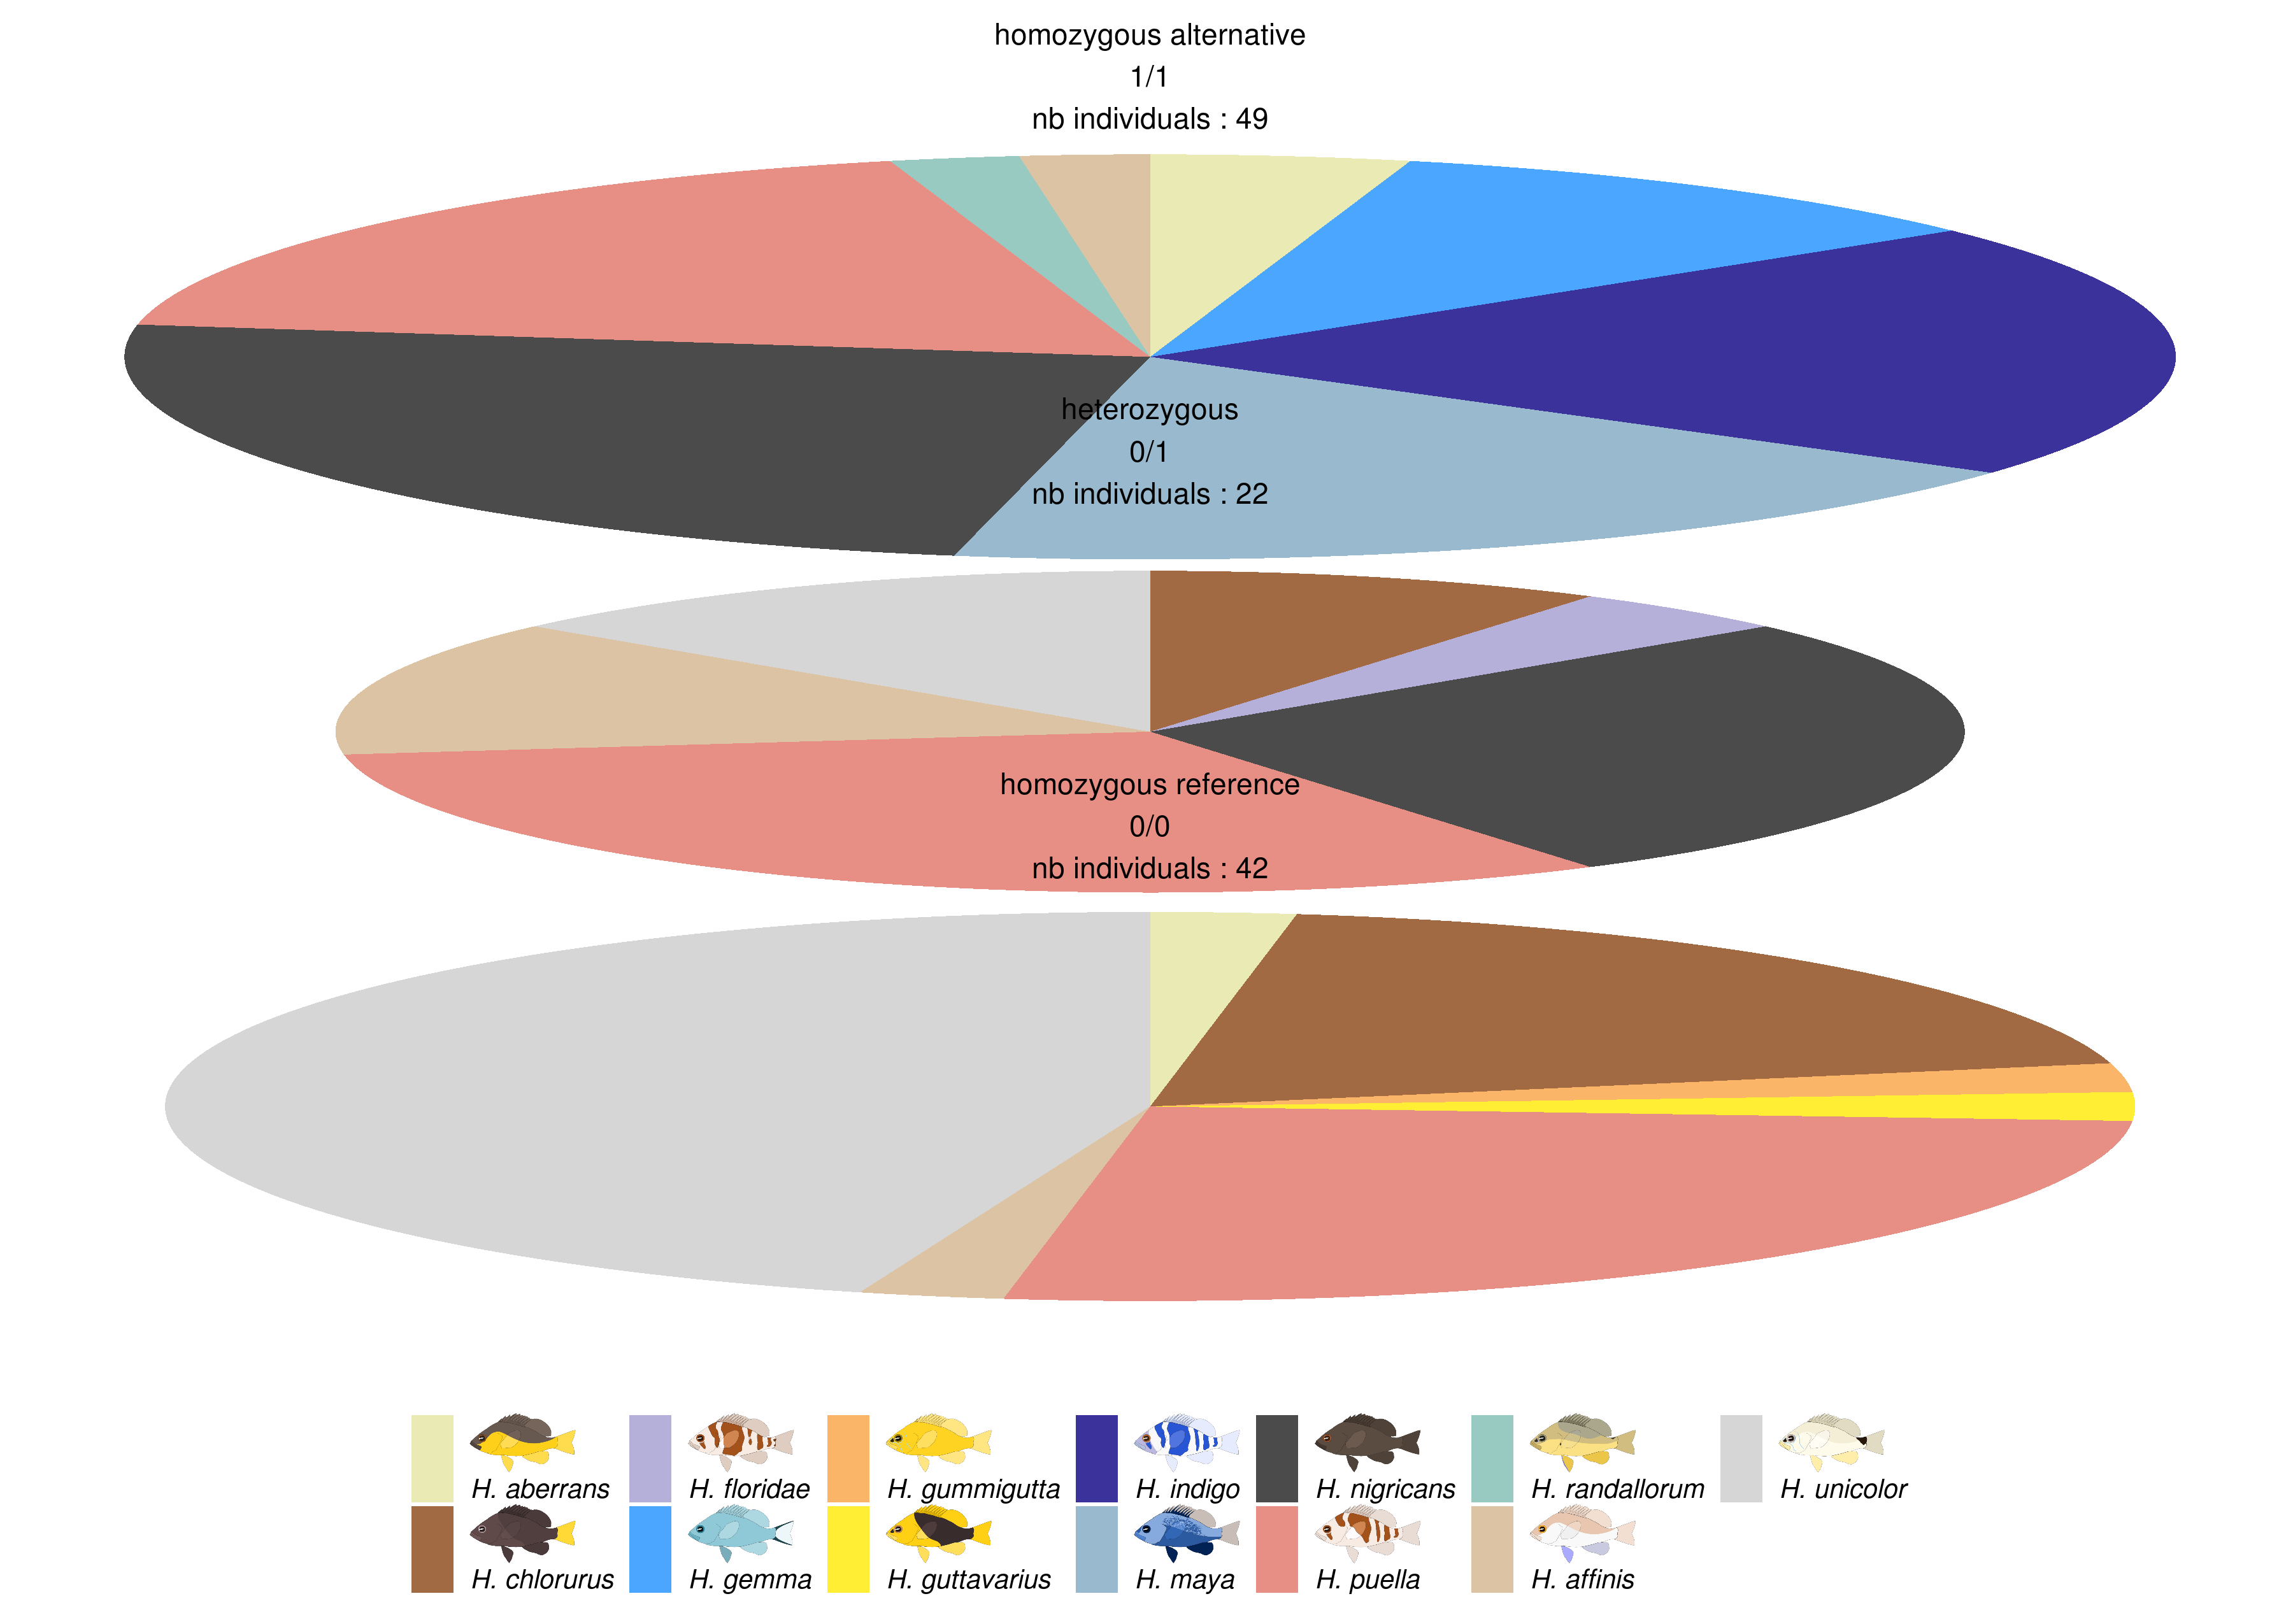 homozygous alternative
1/1
nb individuals : 49
heterozygous
0/1
nb individuals : 22
homozygous reference
0/0
nb individuals : 42
H. aberrans
H. floridae
H. gummigutta
H. indigo
H. nigricans
H. randallorum
H. unicolor
H. chlorurus
H. gemma
H. guttavarius
H. maya
H. puella
H. affinis